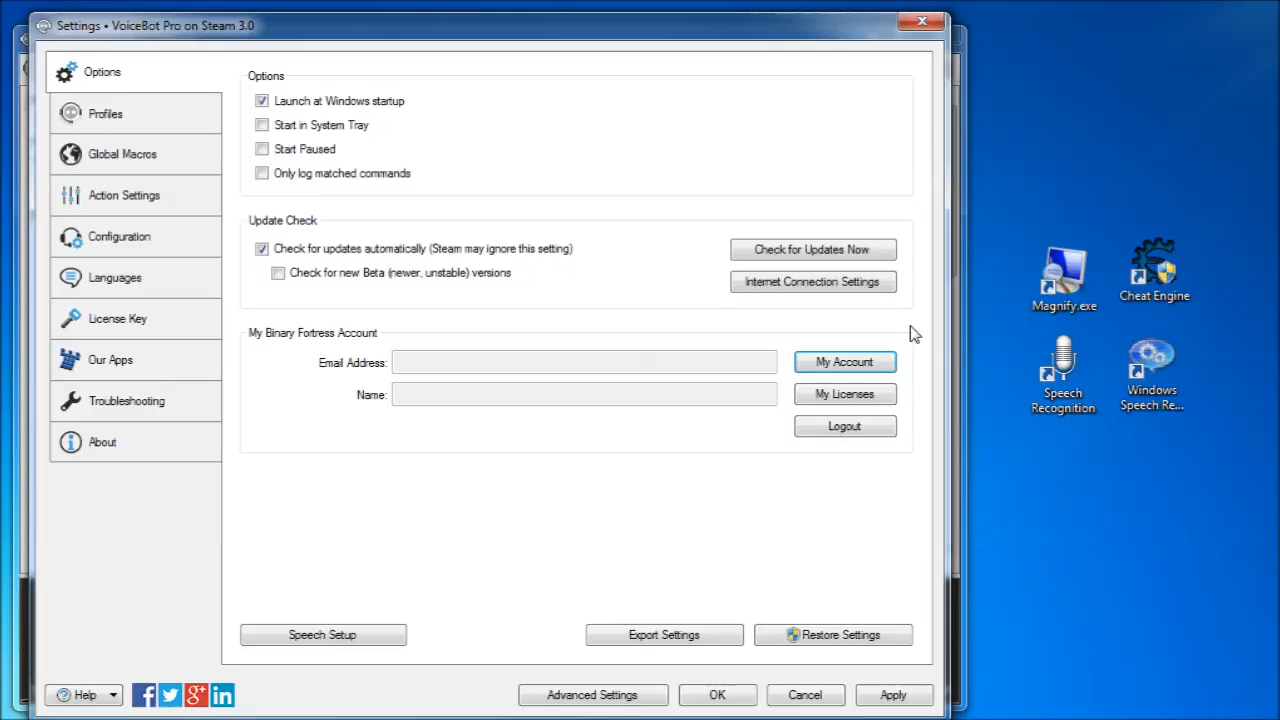 Settings • VoiceBot Pro on Steam 3.0
Options
Profiles
Global Macros
Action Settings
Configuration
Languages
License Key
Our Apps
Troubleshooting
About
Options
Launch at Windows startup
Start in System Tray
Start Paused
Only log matched commands
Update Check
Check for updates automatically (Steam may ignore this setting)
Check for Updates Now
Check for new Beta (newer, unstable) versions
Internet Connection Settings
My Binary Fortress Account
Email Address:
My Account
Name:
My Licenses
Logout
Speech Setup
Export Settings
Restore Settings
Help
Advanced Settings
OK
Cancel
Apply
Magnify.exe
Cheat Engine
Speech
Recognition
Windows
Speech Re...